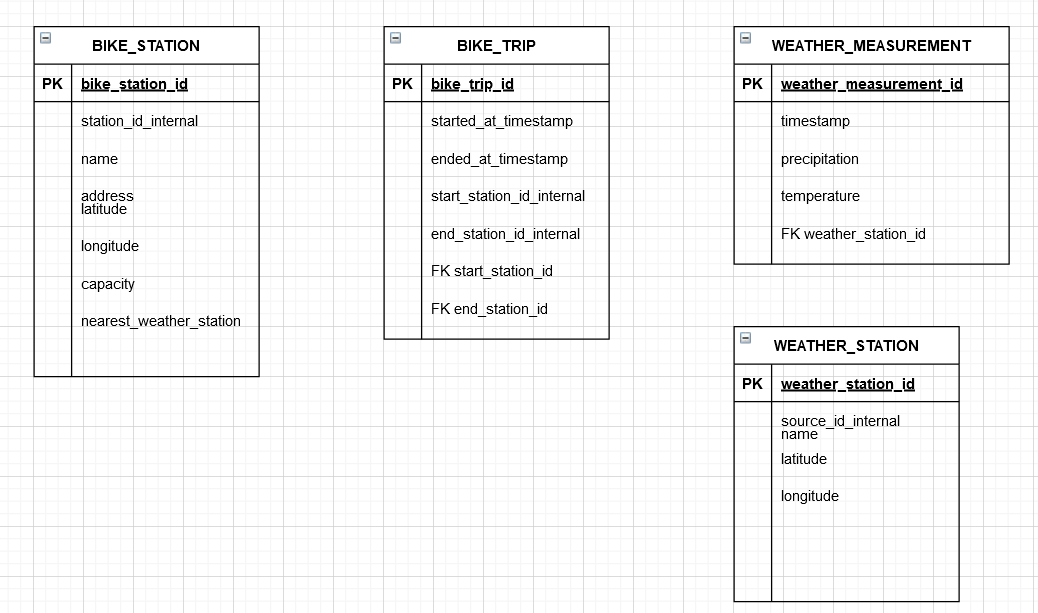 BIKE_STATION
PK bike_station_id
station_id_internal
name
address
latitude
longitude
capacity
nearest_weather_station
BIKE_TRIP
PK bike_trip_id
started_at_timestamp
ended_at_timestamp
start_station_id_internal
end_station_id_internal
FK start_station_id
FK end_station_id
WEATHER_MEASUREMENT
PK weather_measurement_id
timestamp
precipitation
temperature
FK weather_station_id
WEATHER_STATION
PK weather_station_id
source_id_internal
name
latitude
longitude